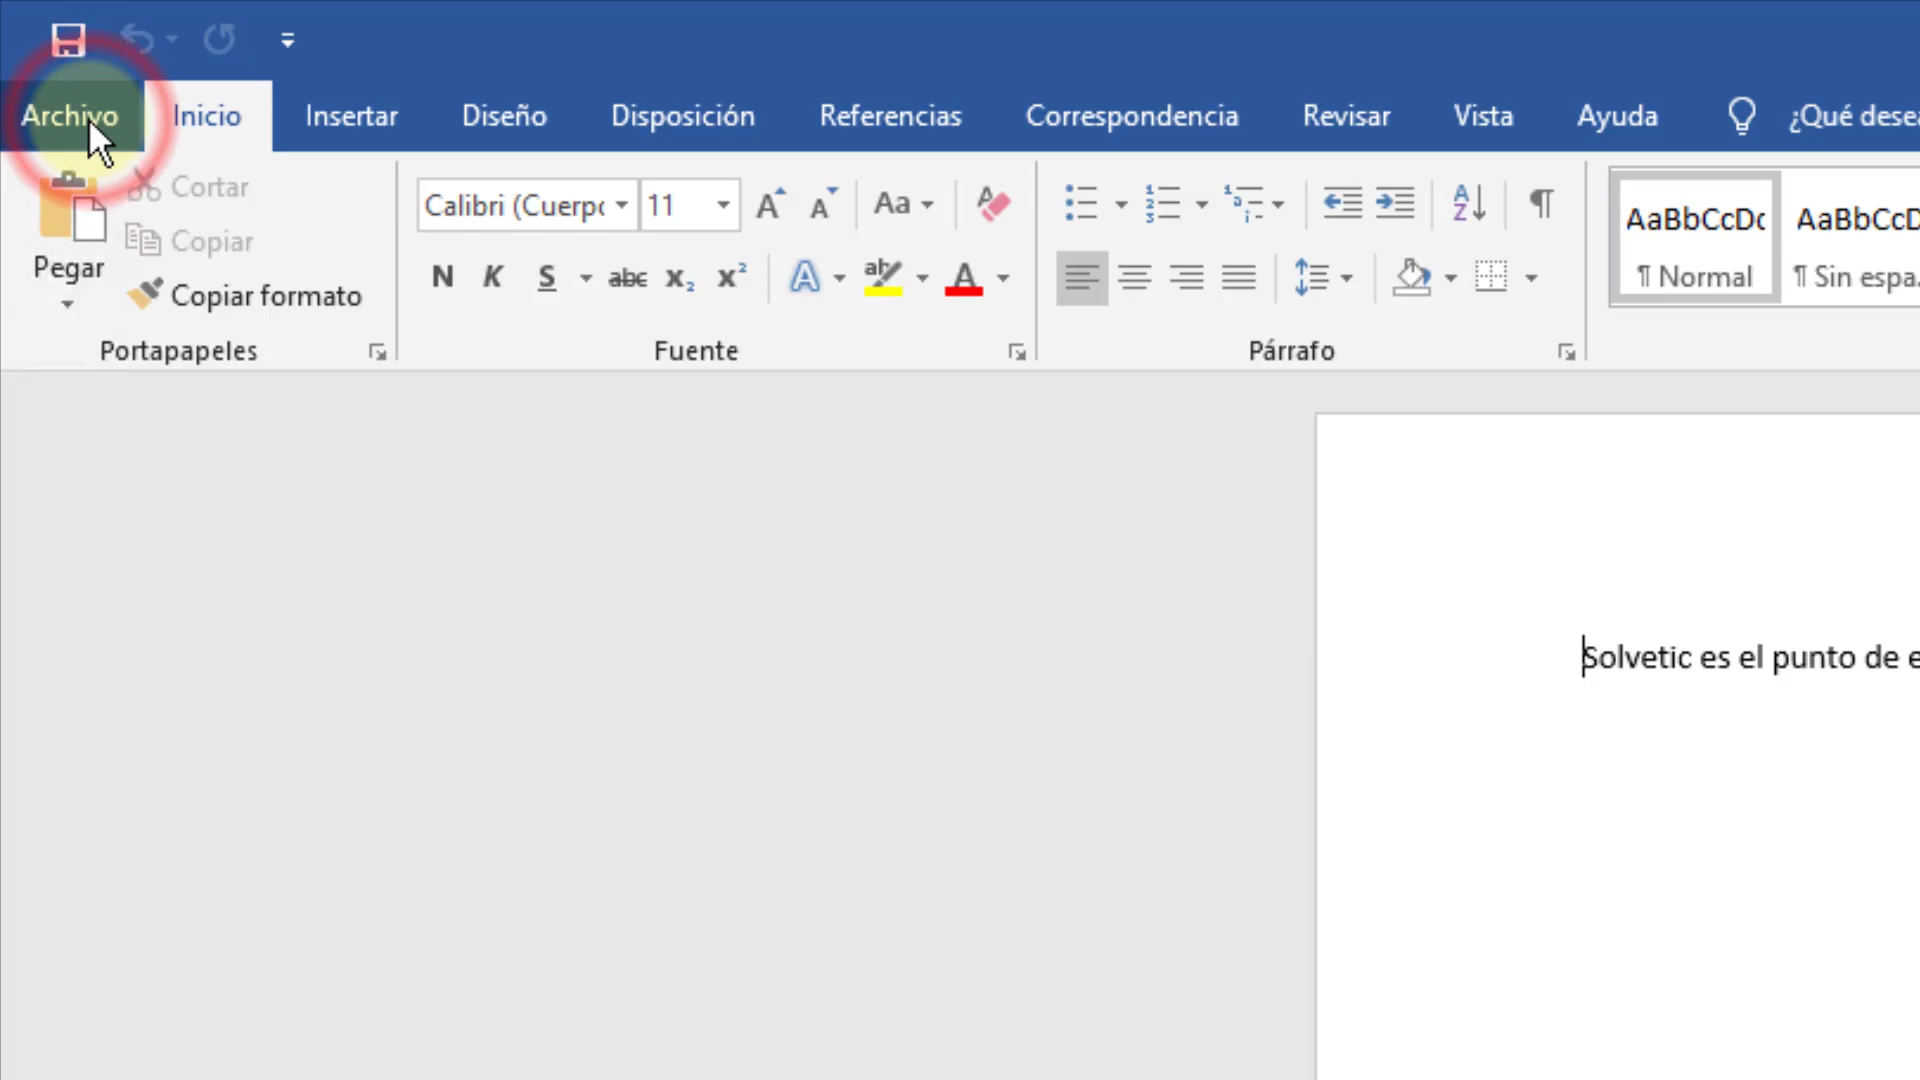 Archivo Inicio Insertar Diseño Disposición Referencias Correspondencia Revisar Vista Ayuda ¿Qué
Cortar
Copiar
Pegar
Copiar formato
Portapapeles
Calibri (Cuerpo 11
N K S abc x₂ x²
Fuente
Párrafo
AaBbCcDc
¶ Normal
AaBbCcD
¶ Sin espa..
Solvetic es el punto de